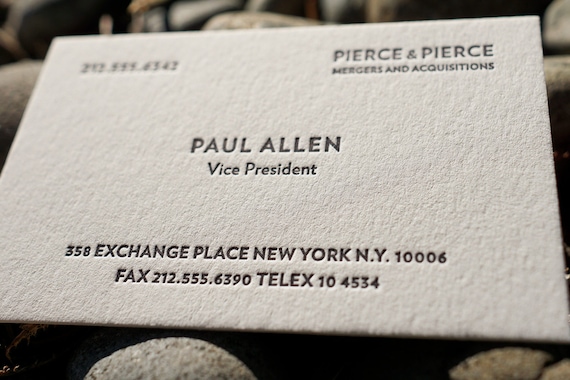 212.555.6342
PIERCE & PIERCE
MERGERS AND ACQUISITIONS
PAUL ALLEN
Vice President
358 EXCHANGE PLACE NEW YORK N.Y. 10006
FAX 212.555.6390 TELEX 10 4534